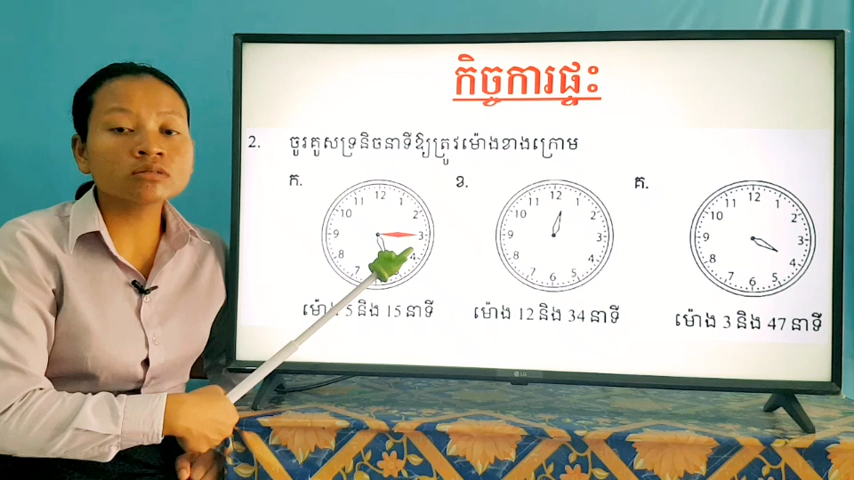 កិច្ចការផ្ទះ
2. ចូរគូសទ្រនិចនាទីឱ្យត្រូវម៉ោងខាងក្រោម
ក. ខ. គ.
12 1 2 3 4 7 8 9 10 11
12 1 2 3 4 5 6 7 8 9 10 11
12 1 2 3 4 5 6 7 8 9 10 11
ម៉ោង 5 និង 15 នាទី
ម៉ោង 12 និង 34 នាទី
ម៉ោង 3 និង 47 នាទី
LG